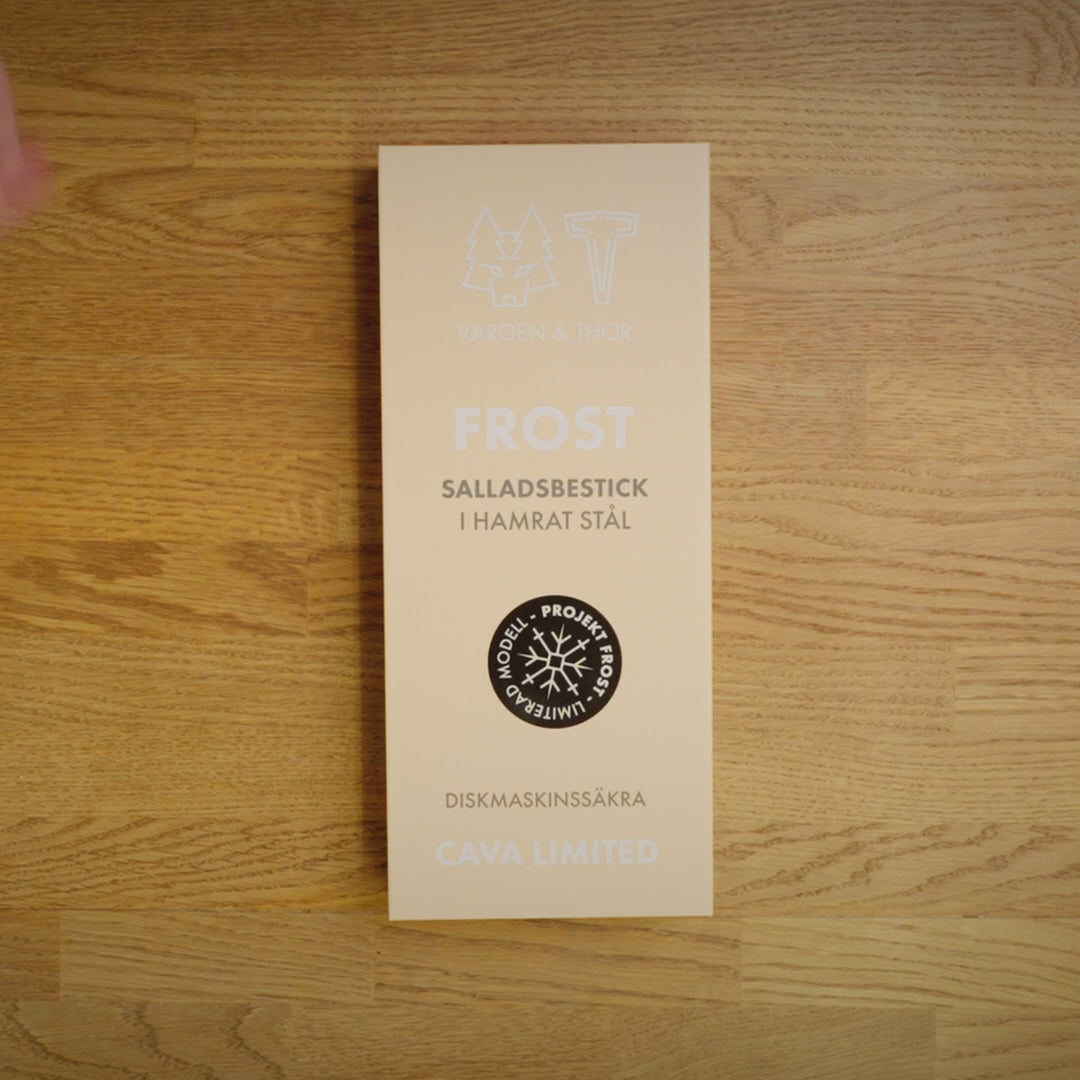 VARGEN & THOR
FROST
SALLADSBESTICK
I HAMRAT STÅL
PROJEKT FROST - LIMITERAD MODELL -
DISKMASKINSSÄKRA
CAVA LIMITED